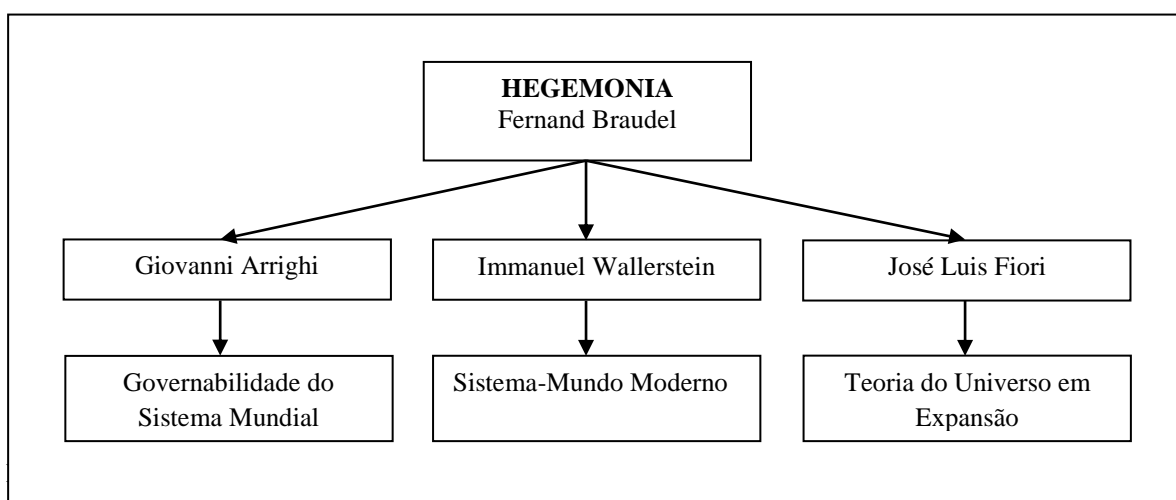 HEGEMONIA
Fernand Braudel
Giovanni Arrighi
Immanuel Wallerstein
José Luis Fiori
Governabilidade do
Sistema Mundial
Sistema-Mundo Moderno
Teoria do Universo em
Expansão